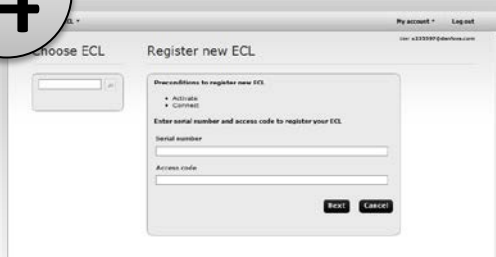 ECL
My account
Log out
Choose ECL
Register new ECL
Preconditions to register new ECL
• Activate
• Connect
Enter serial number and access code to register your ECL
Serial number
Access code
Next
Cancel